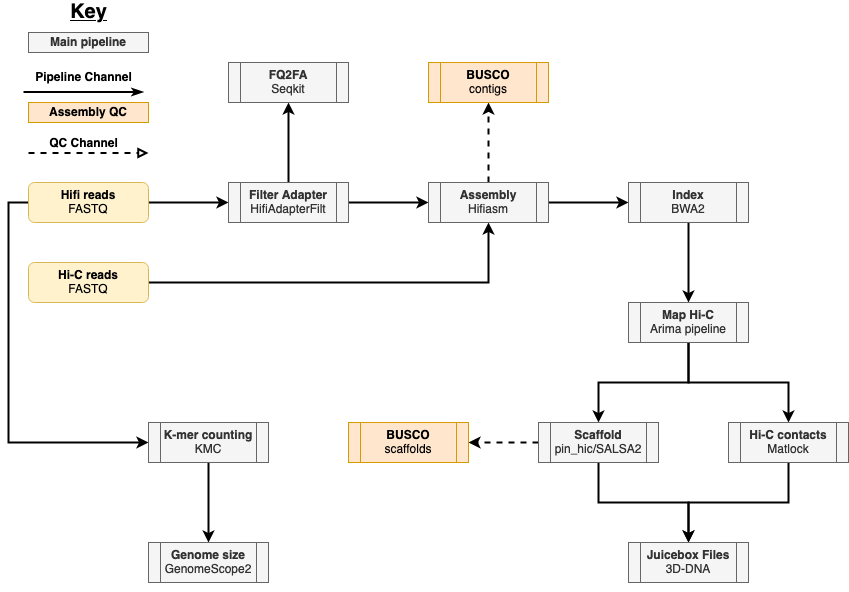 Key
Main pipeline
Pipeline Channel
Assembly QC
QC Channel
FQ2FA
Seqkit
BUSCO
contigs
Hifi reads
FASTQ
Filter Adapter
HifiAdapterFilt
Assembly
Hifiasm
Index
BWA2
Hi-C reads
FASTQ
Map Hi-C
Arima pipeline
K-mer counting
KMC
BUSCO
scaffolds
Scaffold
pin_hic/SALSA2
Hi-C contacts
Matlock
Genome size
GenomeScope2
Juicebox Files
3D-DNA